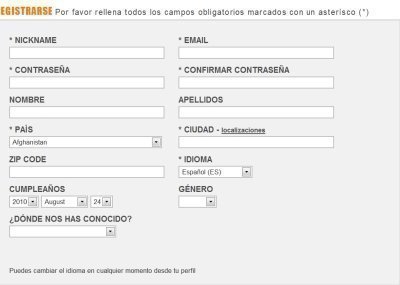 EGISTRARSE Por favor rellena todos los campos obligatorios marcados con un asterísco (*)
* NICKNAME * EMAIL
* CONTRASEÑA * CONFIRMAR CONTRASEÑA
NOMBRE APELLIDOS
* PAÍS * CIUDAD - localizaciones
Afghanistan
ZIP CODE * IDIOMA
Español (ES)
CUMPLEAÑOS GÉNERO
2010 August 24
¿DÓNDE NOS HAS CONOCIDO?
Puedes cambiar el idioma en cualquier momento desde tu perfil